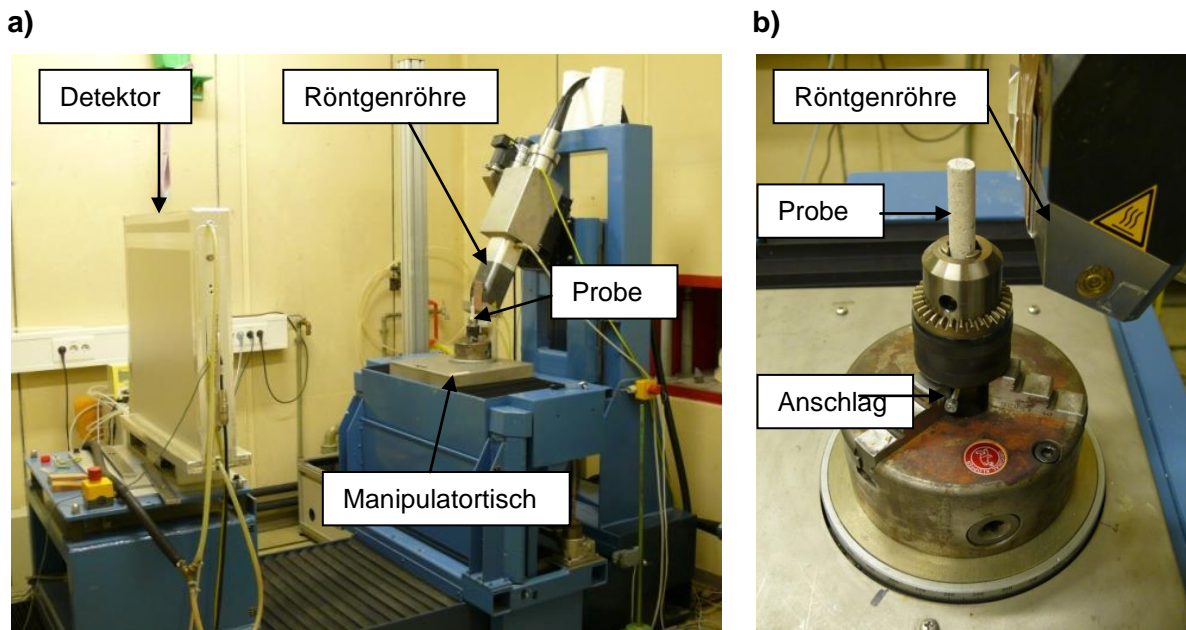 a)
b)
Detektor
Röntgenröhre
Probe
Manipulatortisch
Röntgenröhre
Probe
Anschlag